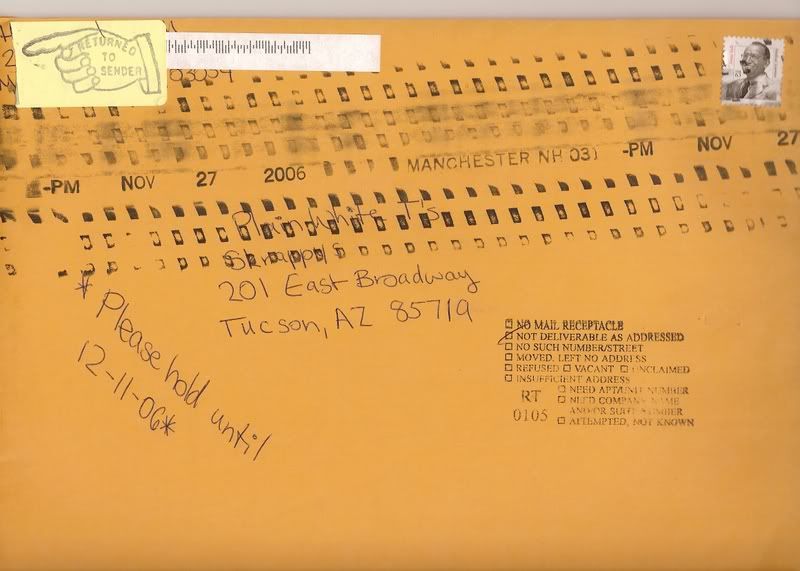 RETURNED
TO
SENDER
03054
-PM NOV 27 2006 MANCHESTER NH 031 -PM NOV 27
Plain White T's
Skrappy's
201 East Broadway
Tucson, AZ 85719
*Please hold until
12-11-06*
NO MAIL RECEPTACLE
NOT DELIVERABLE AS ADDRESSED
NO SUCH NUMBER/STREET
MOVED, LEFT NO ADDRESS
REFUSED VACANT UNCLAIMED
INSUFFICIENT ADDRESS
NEED APT/UNIT NUMBER
RT NEED COMPANY NAME
0105 AND/OR SUITE NUMBER
ATTEMPTED, NOT KNOWN